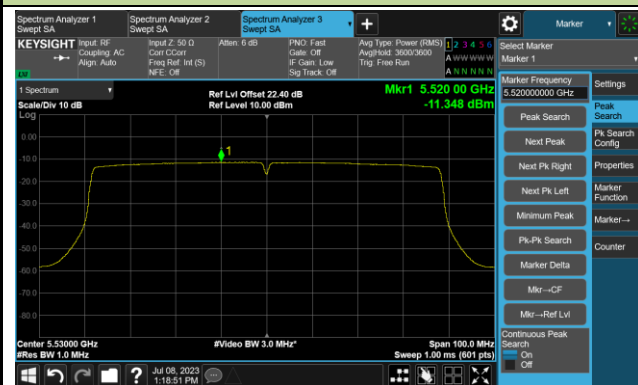 Spectrum Analyzer 1
Swept SA
Spectrum Analyzer 2
Swept SA
Spectrum Analyzer 3
Swept SA
Marker
KEYSIGHT
Input: RF
Coupling: AC
Align: Auto
Input Z: 50 Ω
Corr CCorr
Freq Ref: Int (S)
NFE: Off
Atten: 6 dB
PNO: Fast
Gate: Off
IF Gain: Low
Sig Track: Off
Avg Type: Power (RMS)
Avg|Hold: 3600/3600
Trig: Free Run
1 2 3 4 5 6
A W W W W W
A N N N N N
Select Marker
Marker 1
1 Spectrum
Scale/Div 10 dB
Log
Ref Lvl Offset 22.40 dB
Ref Level 10.00 dBm
Mkr1 5.520 00 GHz
-11.348 dBm
0.00
-10.0
-20.0
-30.0
-40.0
-50.0
-60.0
-70.0
-80.0
1
Center 5.53000 GHz
#Res BW 1.0 MHz
#Video BW 3.0 MHz*
Span 100.0 MHz
Sweep 1.00 ms (601 pts)
Marker Frequency
5.520000000 GHz
Peak Search
Next Peak
Next Pk Right
Next Pk Left
Minimum Peak
Pk-Pk Search
Marker Delta
Mkr→CF
Mkr→Ref Lvl
Continuous Peak
Search
On
Off
Settings
Peak
Search
Pk Search
Config
Properties
Marker
Function
Marker→
Counter
Jul 08, 2023
1:18:51 PM